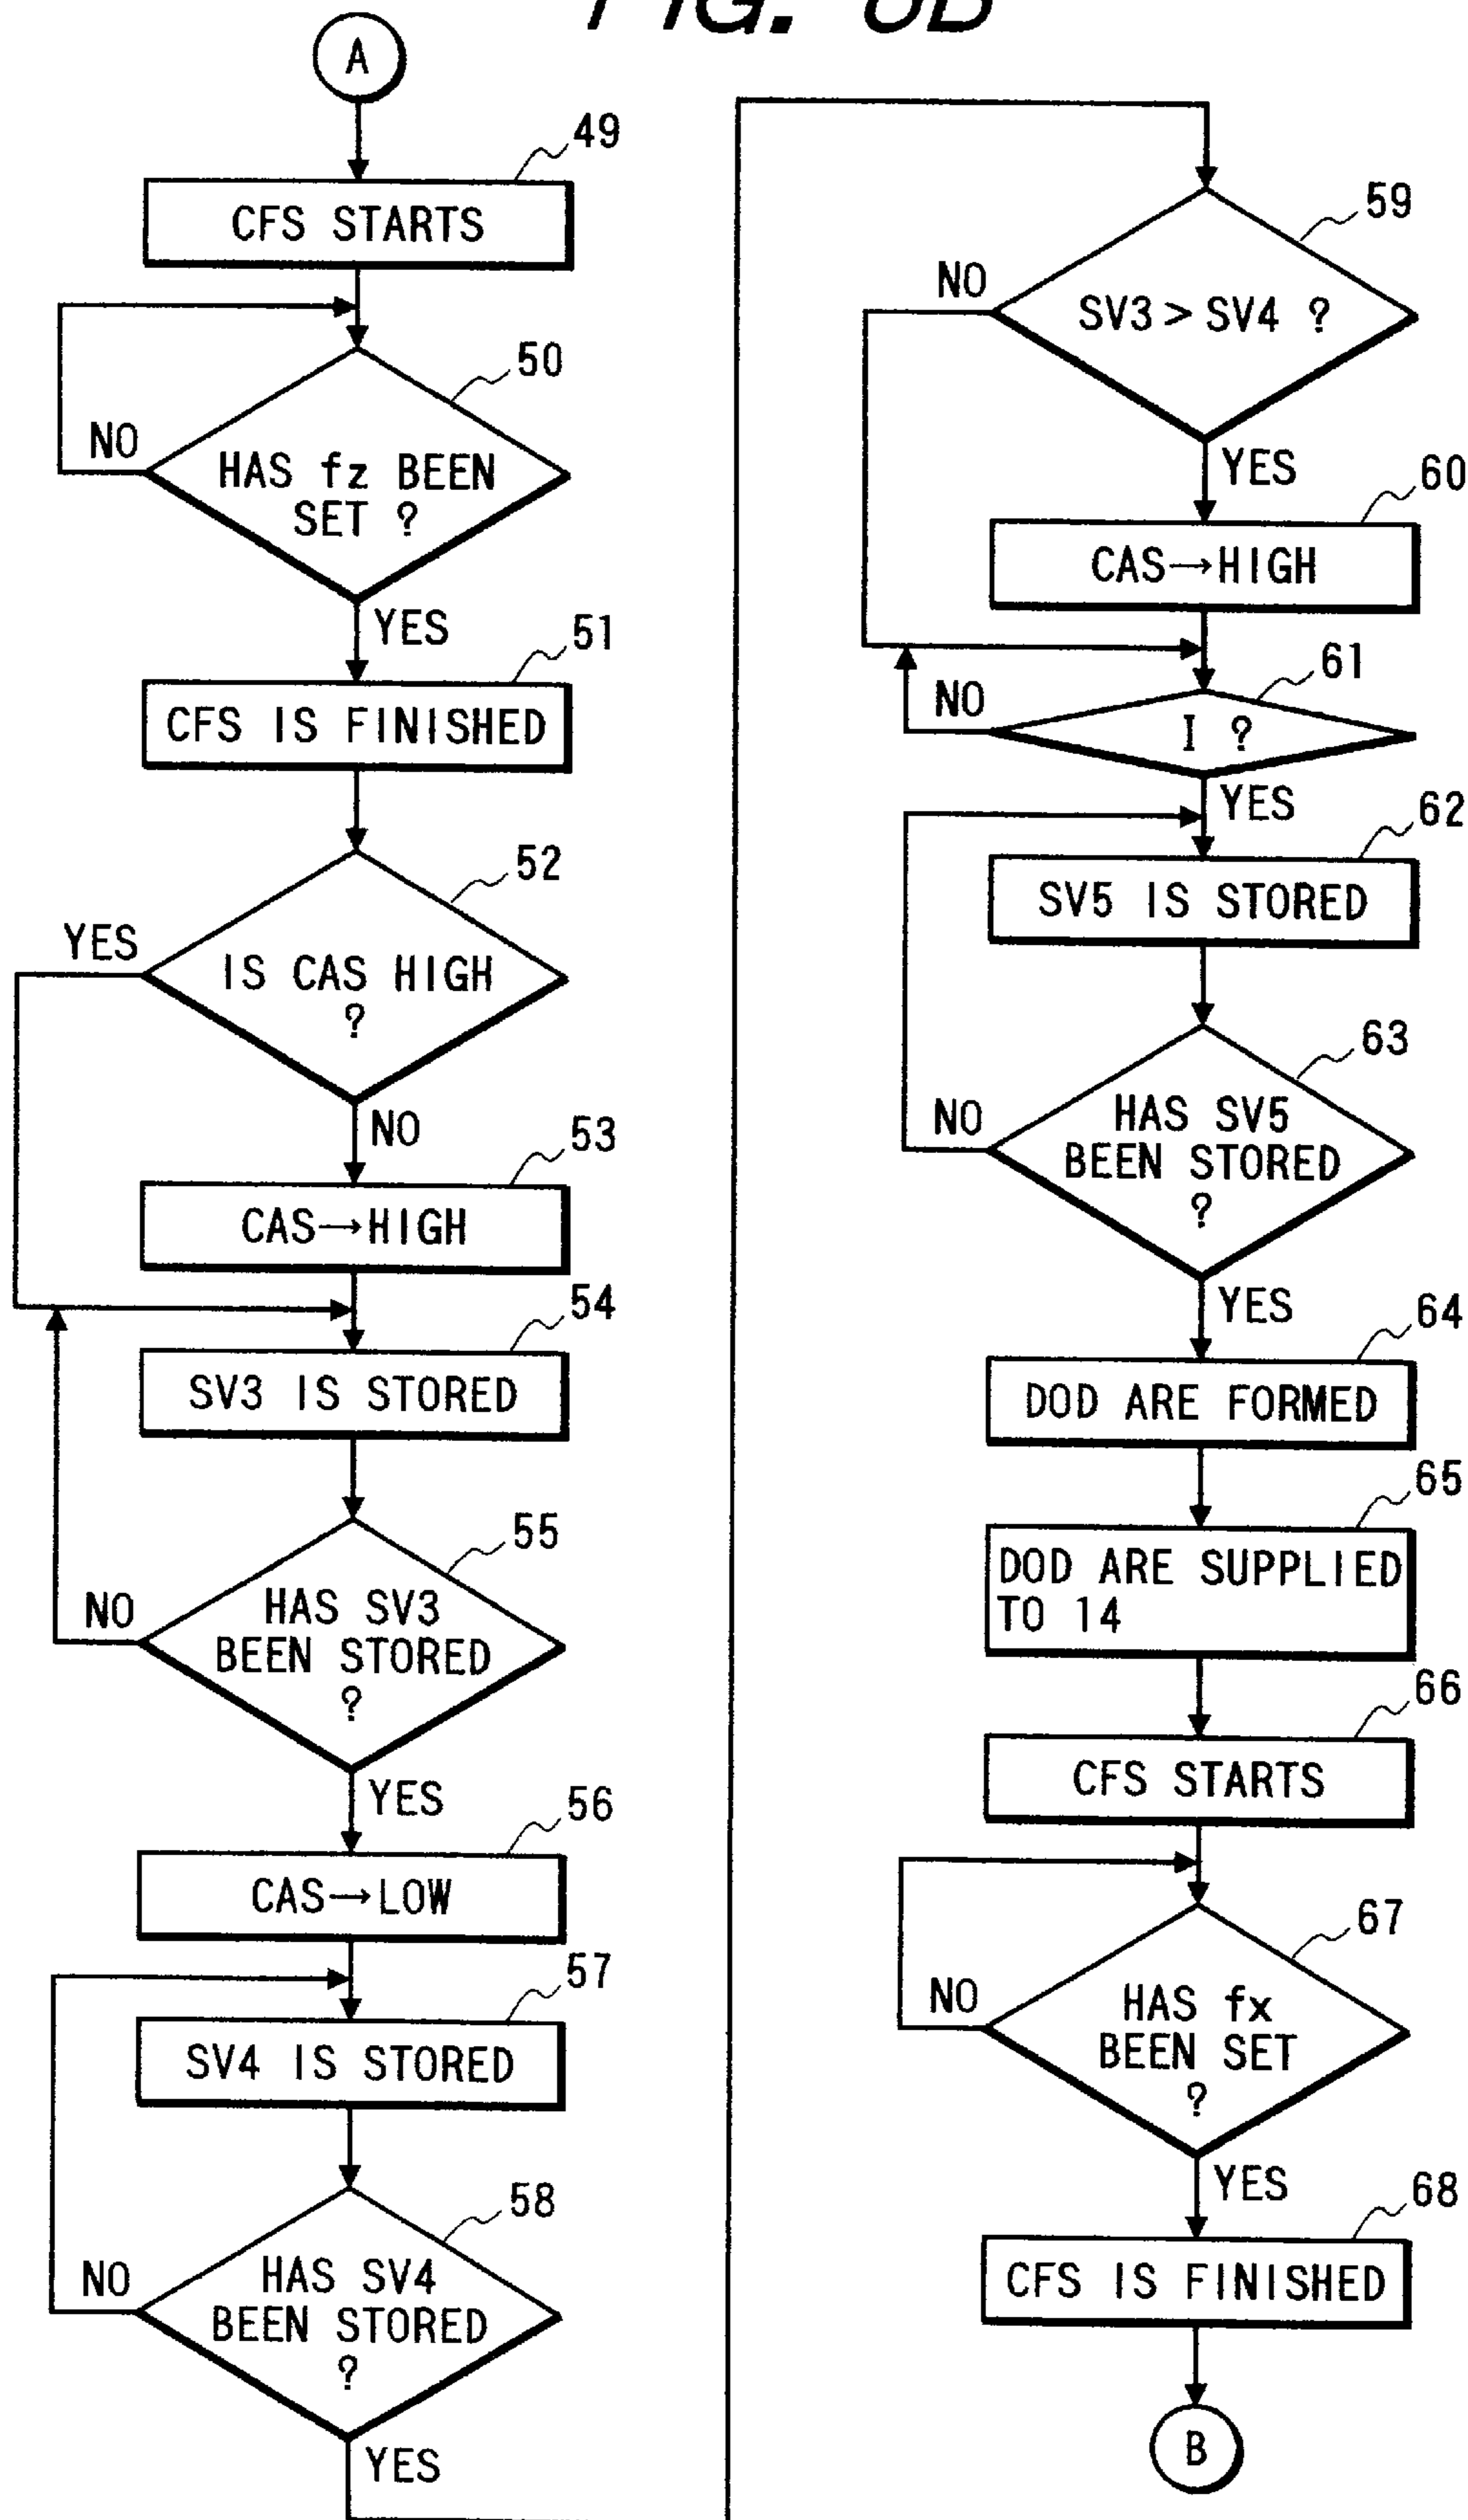 A
49
CFS STARTS
50
NO
HAS fz BEEN
SET ?
YES
51
CFS IS FINISHED
52
YES
IS CAS HIGH
?
NO
53
CAS→HIGH
54
SV3 IS STORED
55
NO
HAS SV3
BEEN STORED
?
YES
56
CAS→LOW
57
SV4 IS STORED
58
NO
HAS SV4
BEEN STORED
?
YES
59
NO
SV3 > SV4 ?
YES
60
CAS→HIGH
61
NO
I ?
YES
62
SV5 IS STORED
63
NO
HAS SV5
BEEN STORED
?
YES
64
DOD ARE FORMED
65
DOD ARE SUPPLIED
TO 14
66
CFS STARTS
67
NO
HAS fx
BEEN SET
?
YES
68
CFS IS FINISHED
B